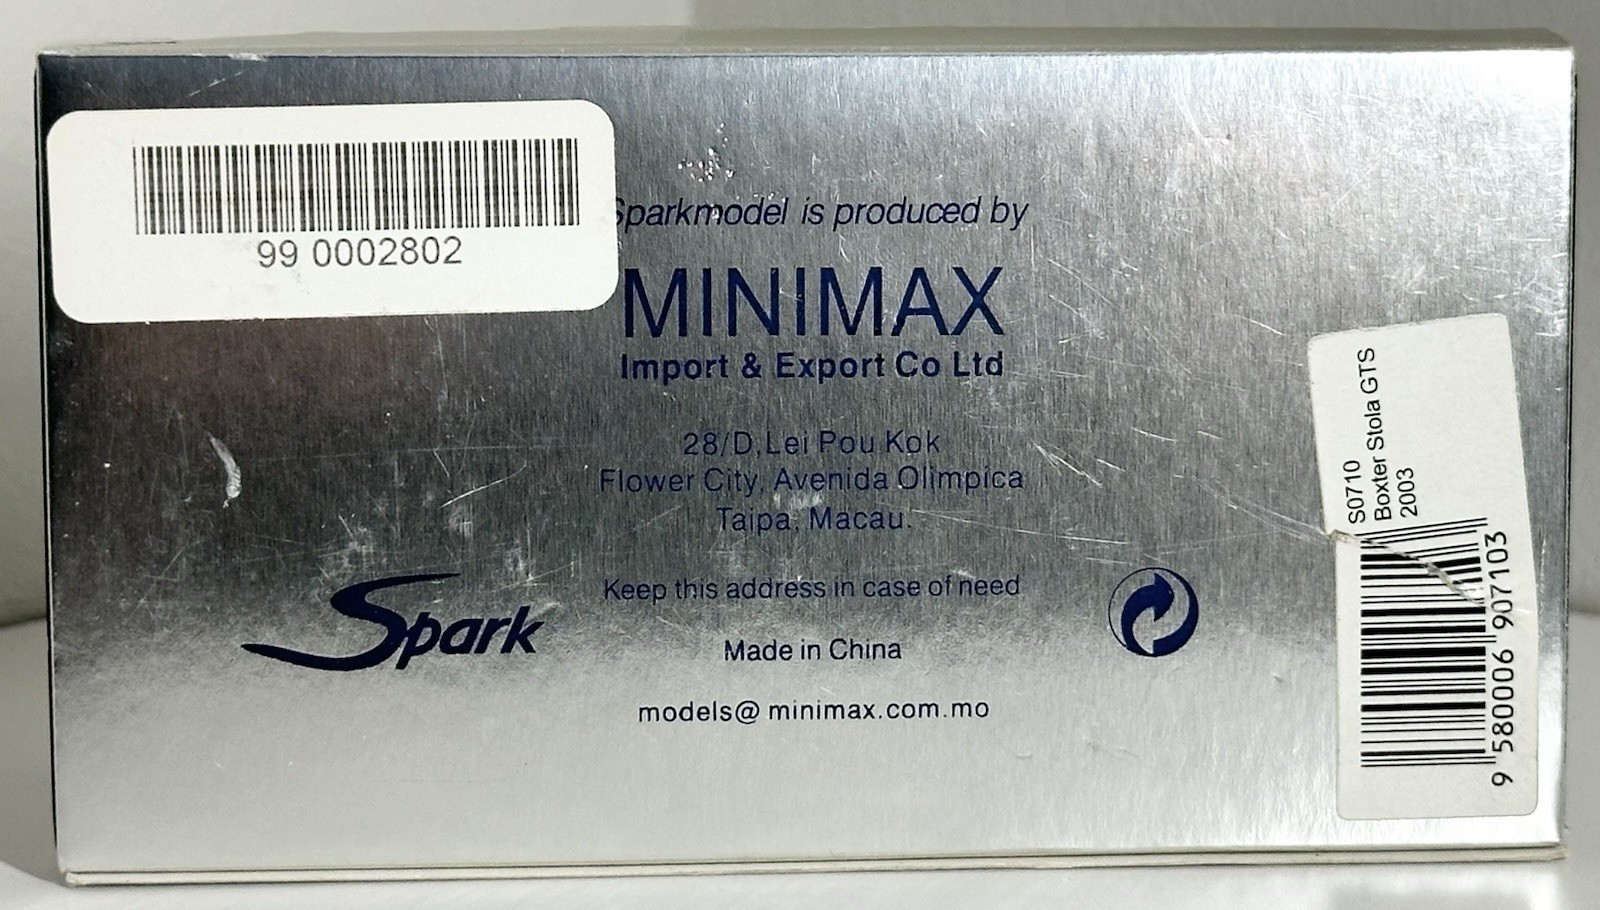 99 0002802
Sparkmodel is produced by
MINIMAX
Import & Export Co Ltd
28/D,Lei Pou Kok
Flower City, Avenida Olimpica
Taipa, Macau.
Keep this address in case of need
Spark
Made in China
models@ minimax.com.mo
S0710
Boxter Stola GTS
2003
9 580006 907103